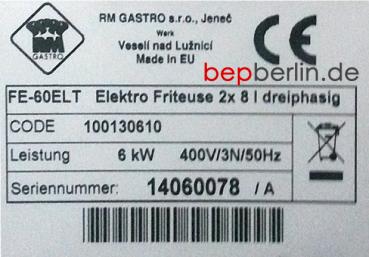 RM GASTRO s.r.o., Jeneč
Werk
Veselí nad Lužnicí
Made in EU
RM
GASTRO
CE
bepberlin.de
FE-60ELT Elektro Friteuse 2x 8 l dreiphasig
CODE 100130610
Leistung 6 kW 400V/3N/50Hz
Seriennummer: 14060078 / A